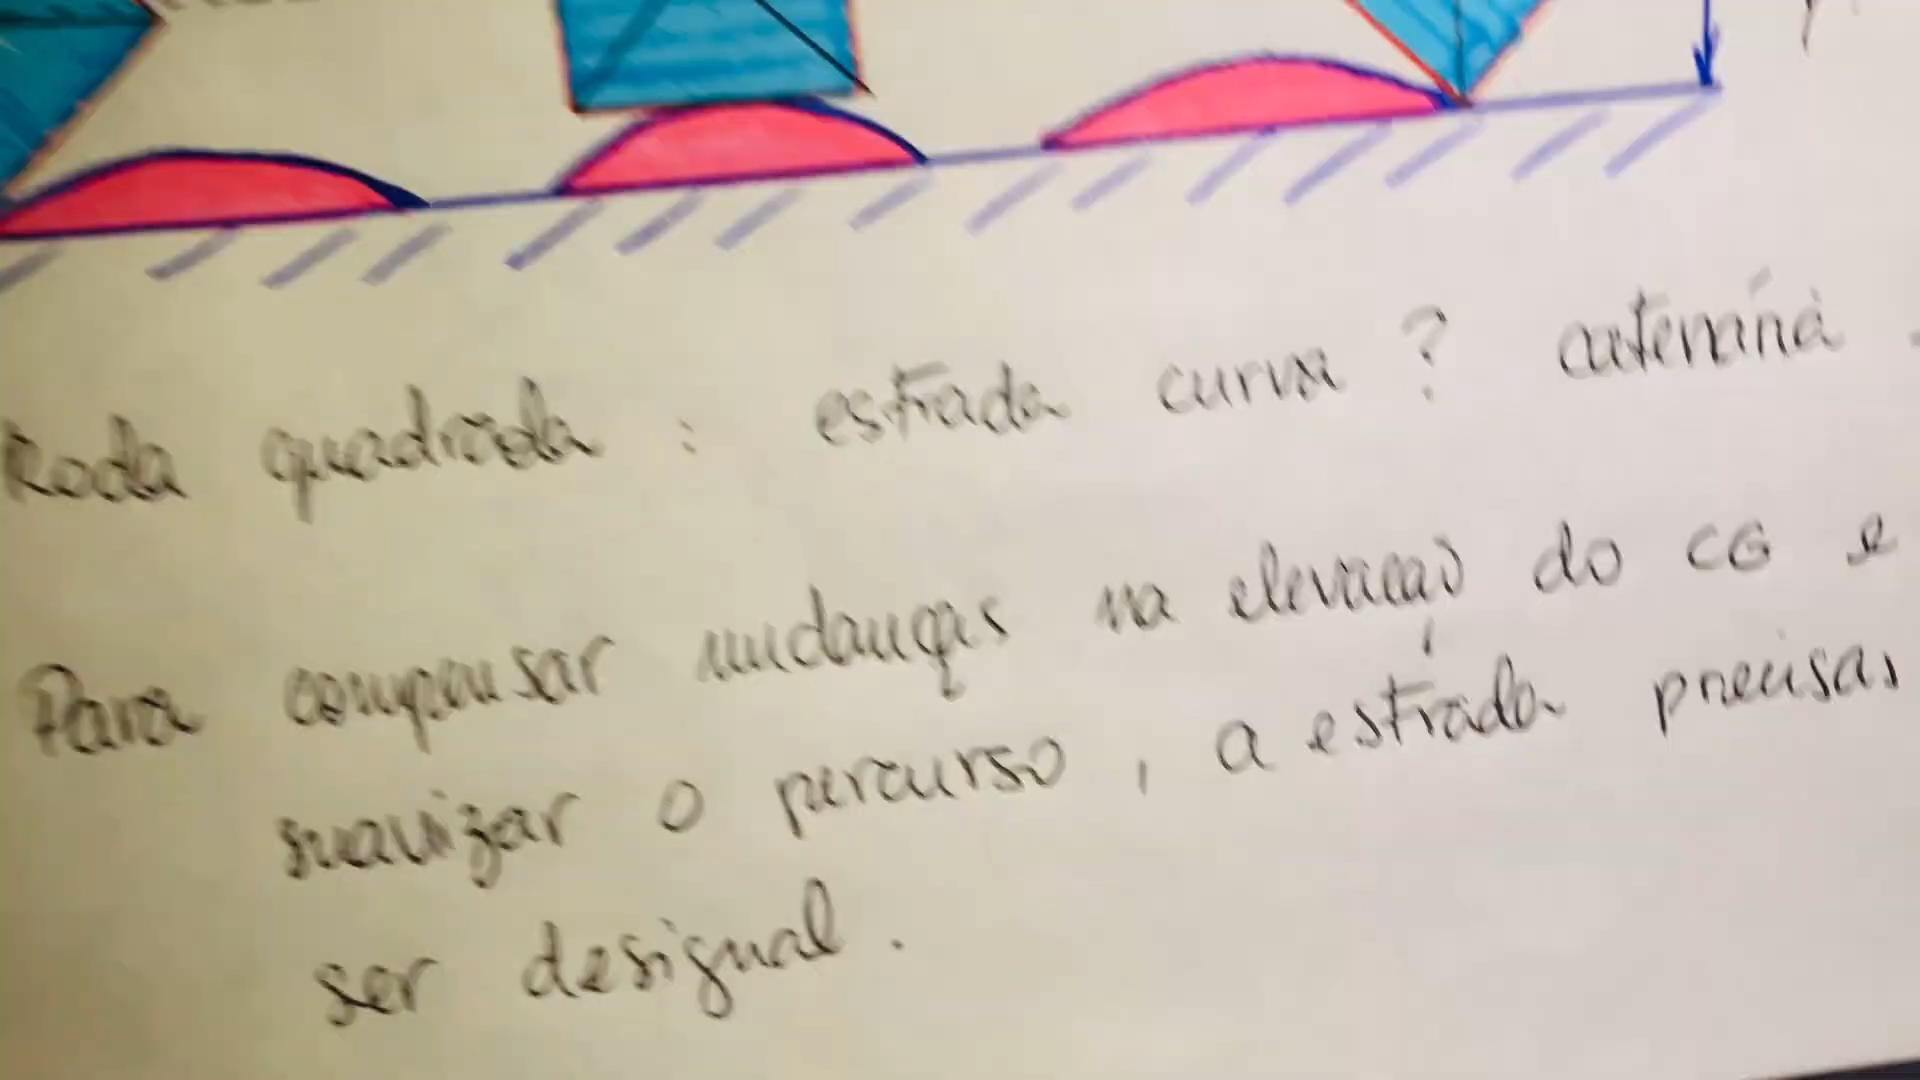 Roda quadrada : estrada curva ? catenária
Para compensar mudanças na elevação do CG e
suavizar o percurso , a estrada precisa
ser desigual .